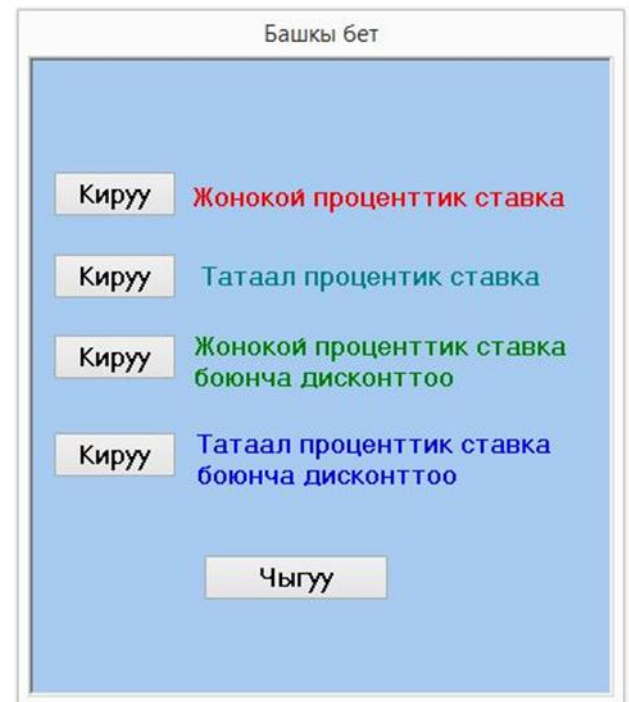 Башкы бет
Кируу Жонокой проценттик ставка
Кируу Татаал процентик ставка
Кируу Жонокой проценттик ставка
боюнча дисконттоо
Кируу Татаал проценттик ставка
боюнча дисконттоо
Чыгуу